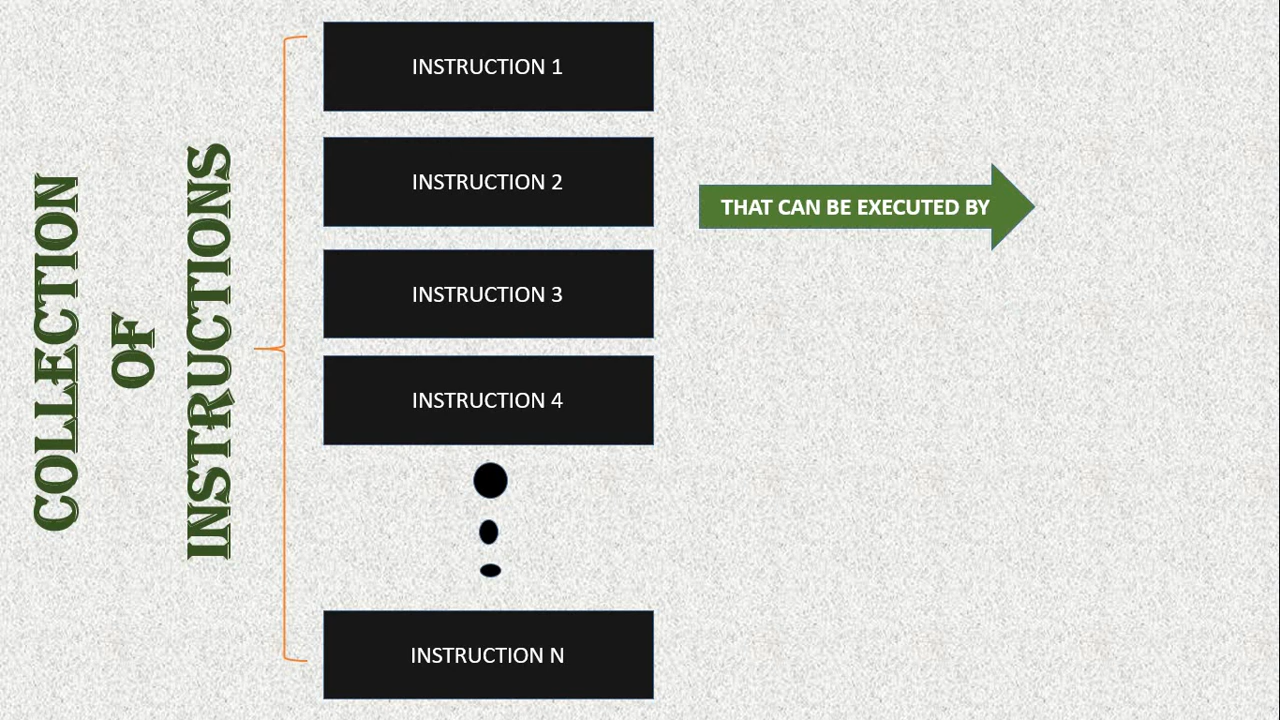 COLLECTION
OF
INSTRUCTIONS
INSTRUCTION 1
INSTRUCTION 2
INSTRUCTION 3
INSTRUCTION 4
INSTRUCTION N
THAT CAN BE EXECUTED BY